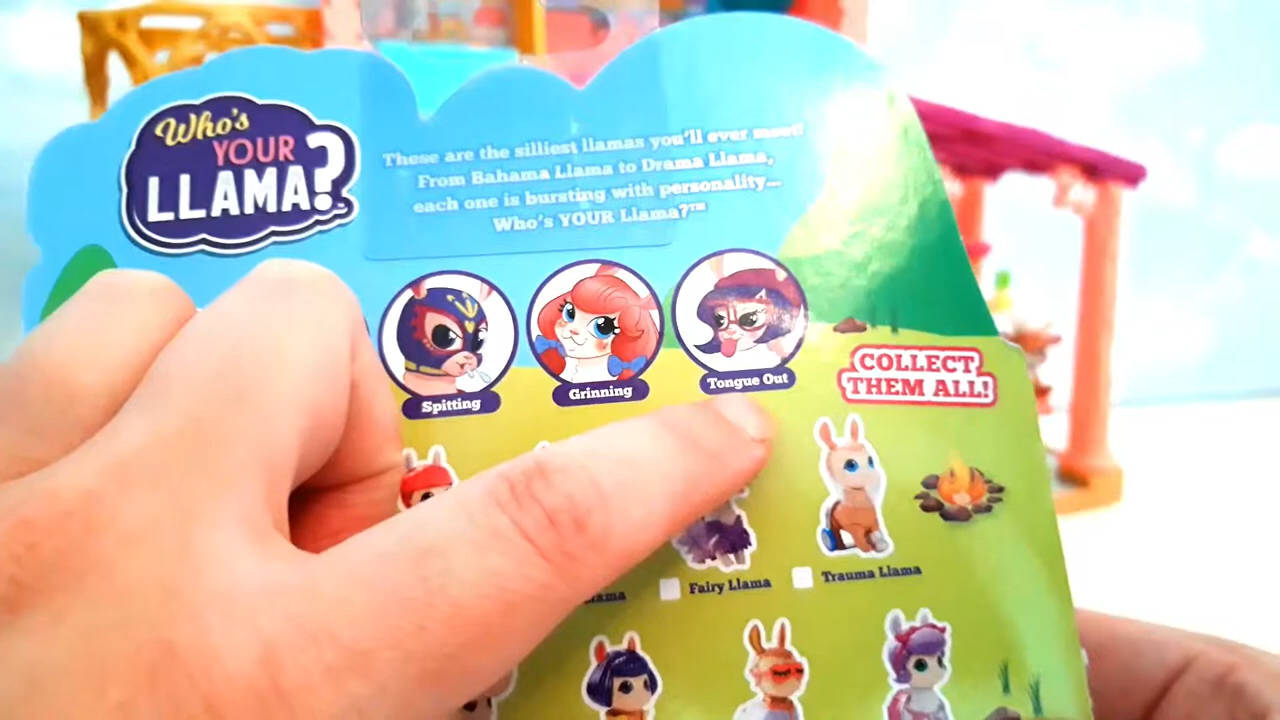 Who's
YOUR
LLAMA?
These are the silliest llamas you'll ever meet!
From Bahama Llama to Drama Llama,
each one is bursting with personality...
Who's YOUR Llama?™
Spitting
Grinning
Tongue Out
COLLECT
THEM ALL!
Fairy Llama
Trauma Llama